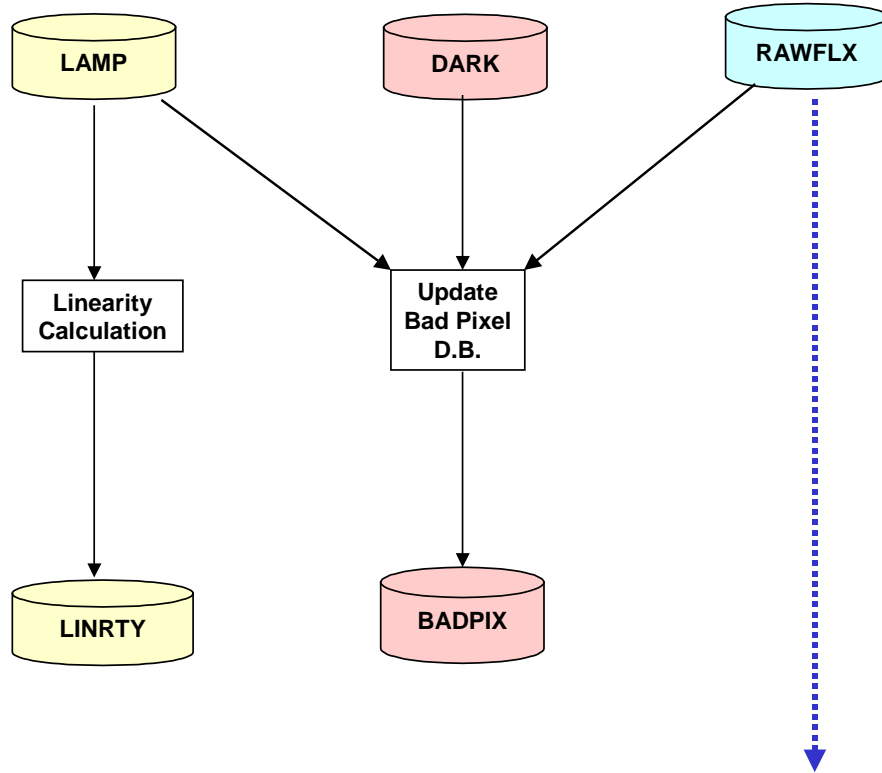 LAMP
DARK
RAWFLX
Linearity
Calculation
Update
Bad Pixel
D.B.
LINRTY
BADPIX